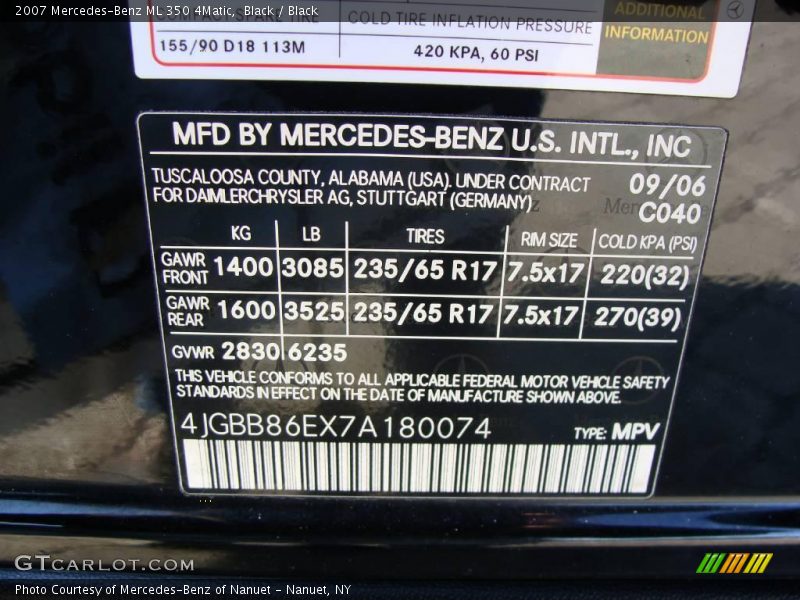 2007 Mercedes-Benz ML 350 4Matic, Black / Black
COMPACT SPARE TIRE COLD TIRE INFLATION PRESSURE
155/90 D18 113M 420 KPA, 60 PSI
ADDITIONAL
INFORMATION
MFD BY MERCEDES-BENZ U.S. INTL., INC
TUSCALOOSA COUNTY, ALABAMA (USA). UNDER CONTRACT 09/06
FOR DAIMLERCHRYSLER AG, STUTTGART (GERMANY) C040
KG LB TIRES RIM SIZE COLD KPA (PSI)
GAWR FRONT 1400 3085 235/65 R17 7.5x17 220(32)
GAWR REAR 1600 3525 235/65 R17 7.5x17 270(39)
GVWR 2830 6235
THIS VEHICLE CONFORMS TO ALL APPLICABLE FEDERAL MOTOR VEHICLE SAFETY
STANDARDS IN EFFECT ON THE DATE OF MANUFACTURE SHOWN ABOVE.
4JGBB86EX7A180074 TYPE: MPV
GTCARLOT.COM
Photo Courtesy of Mercedes-Benz of Nanuet - Nanuet, NY